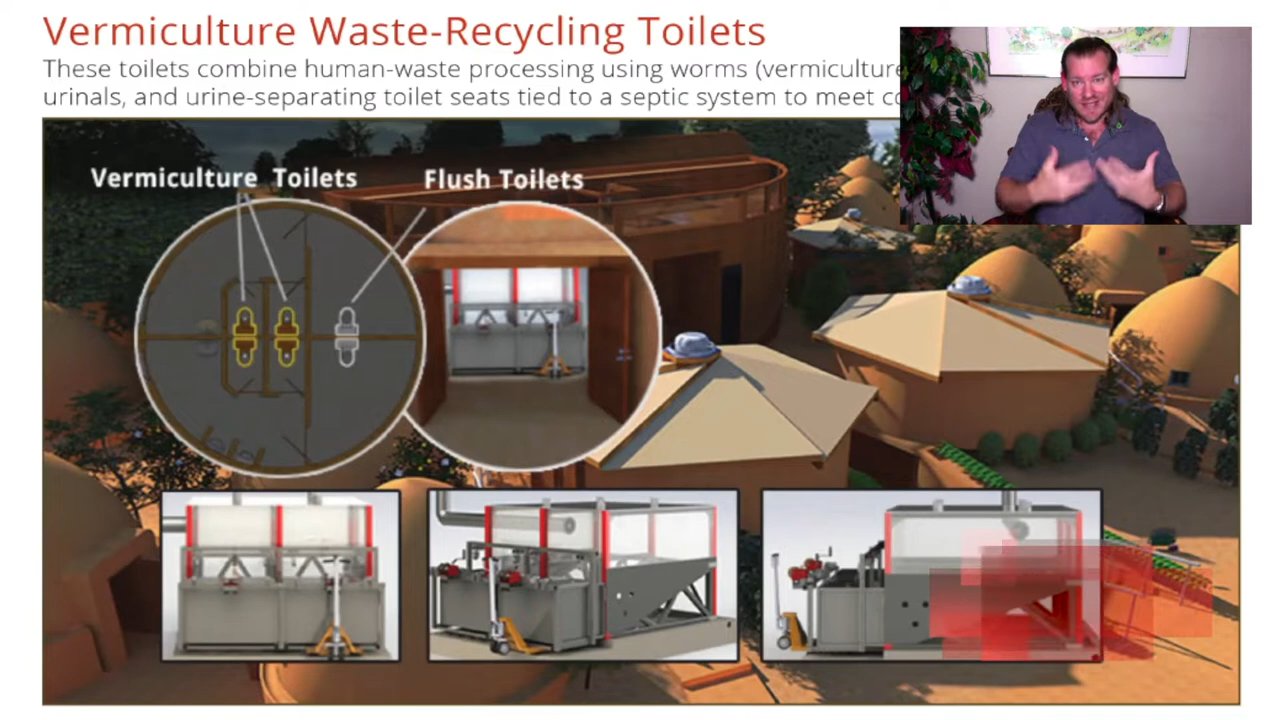 Vermiculture Waste-Recycling Toilets
These toilets combine human-waste processing using worms (vermiculture
urinals, and urine-separating toilet seats tied to a septic system to meet
Vermiculture Toilets
Flush Toilets